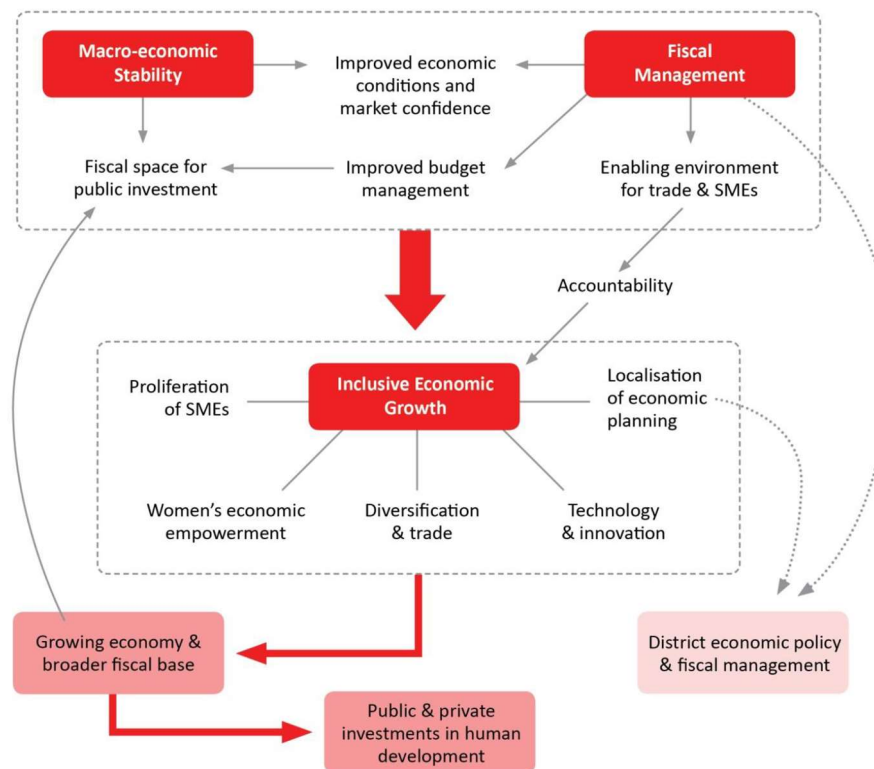 Macro-economic
Stability
Improved economic
conditions and
market confidence
Fiscal
Management
Fiscal space for
public investment
Improved budget
management
Enabling environment
for trade & SMEs
Accountability
Proliferation
of SMEs
Inclusive Economic
Growth
Localisation
of economic
planning
Women’s economic
empowerment
Diversification
& trade
Technology
& innovation
Growing economy &
broader fiscal base
District economic policy
& fiscal management
Public & private
investments in human
development